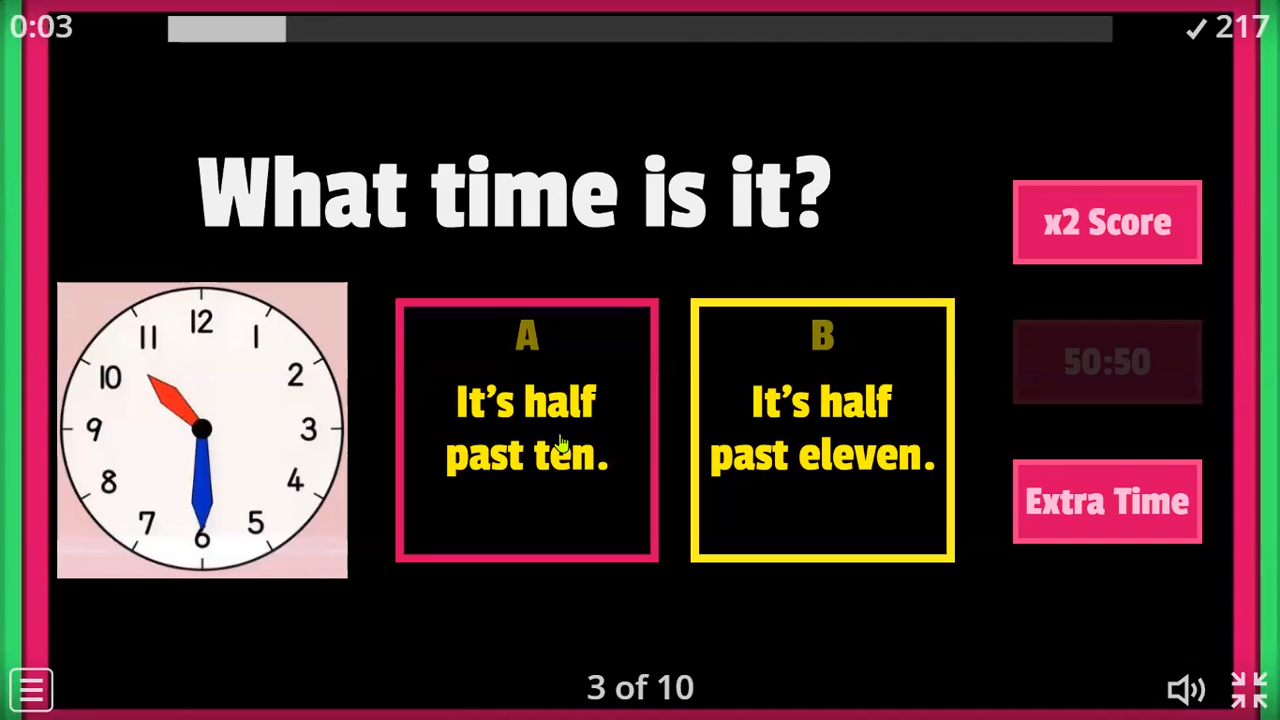 0:03
✓ 217
What time is it?
x2 Score
50:50
Extra Time
12
11
1
10
2
9
3
8
4
7
5
6
A
It's half
past ten.
B
It's half
past eleven.
3 of 10